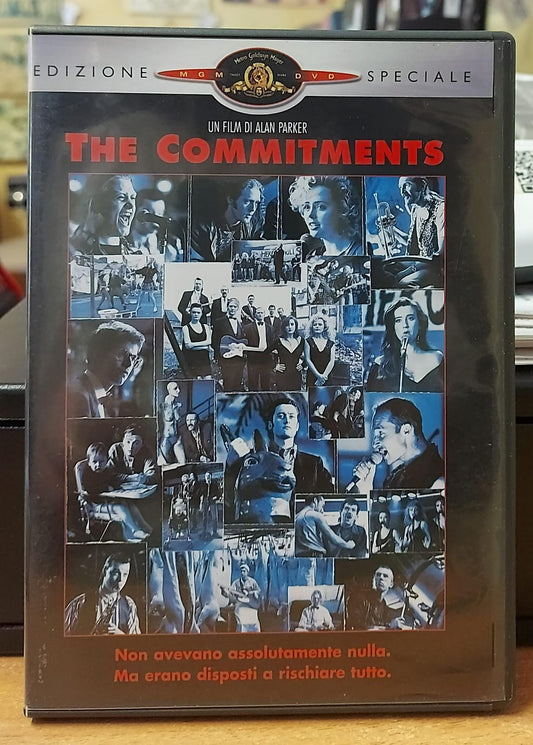 Metro Goldwyn Mayer
EDIZIONE MGM DVD SPECIALE
UN FILM DI ALAN PARKER
THE COMMITMENTS
Non avevano assolutamente nulla.
Ma erano disposti a rischiare tutto.